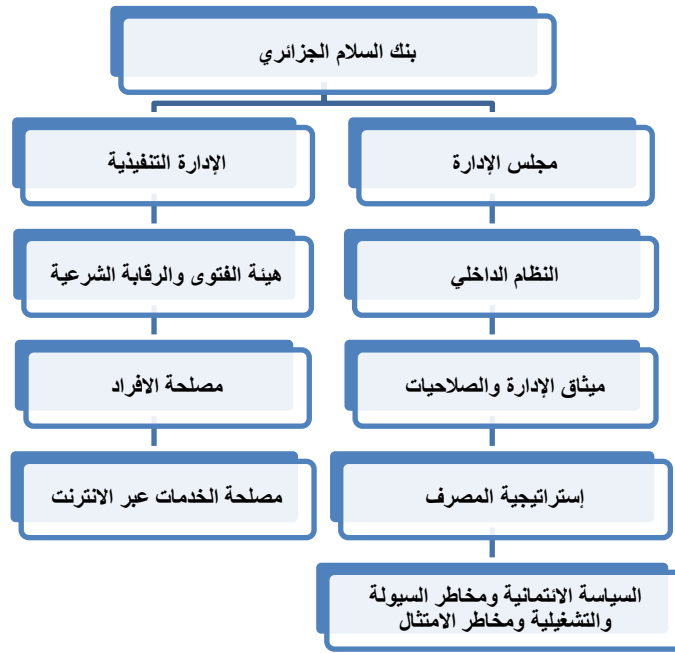 بنك السلام الجزائري
مجلس الإدارة
الإدارة التنفيذية
النظام الداخلي
هيئة الفتوى والرقابة الشرعية
ميثاق الإدارة والصلاحيات
مصلحة الافراد
إستراتيجية المصرف
مصلحة الخدمات عبر الانترنت
السياسة الائتمانية ومخاطر السيولة
والتشغيلية ومخاطر الامتثال